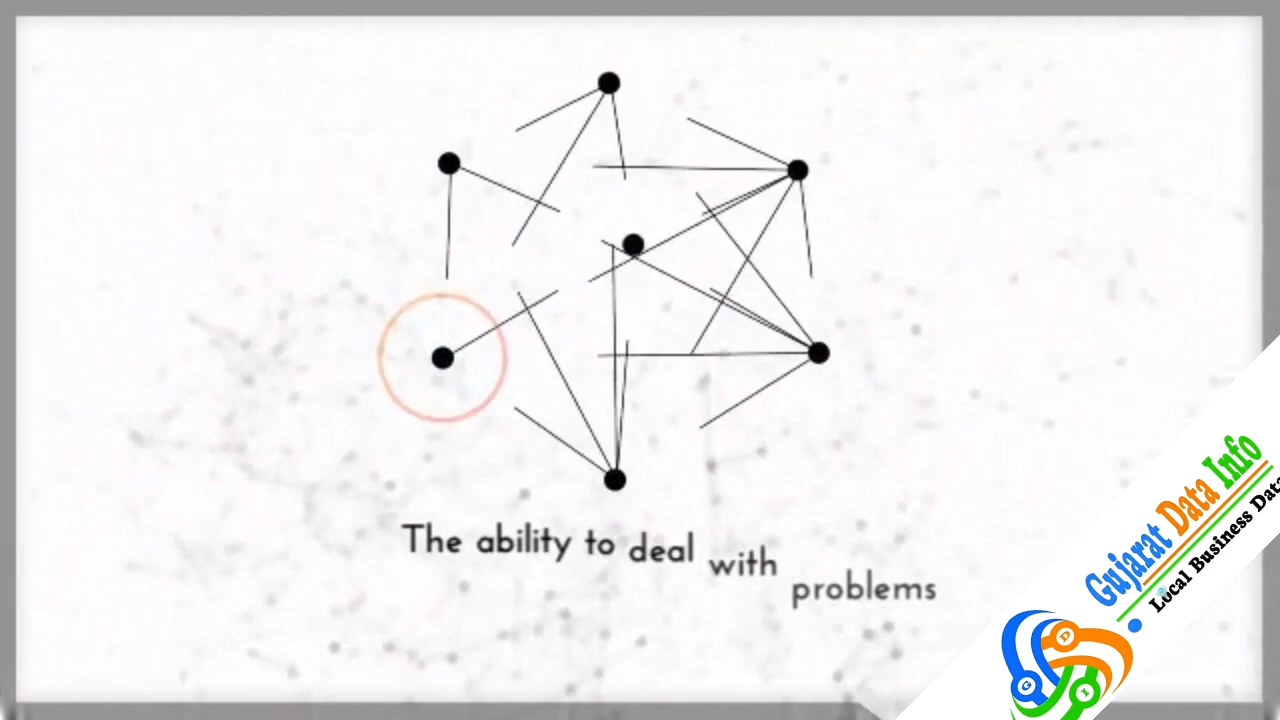 The ability to deal with problems
Gujarat Data Info
Local Business Data
G
D
I